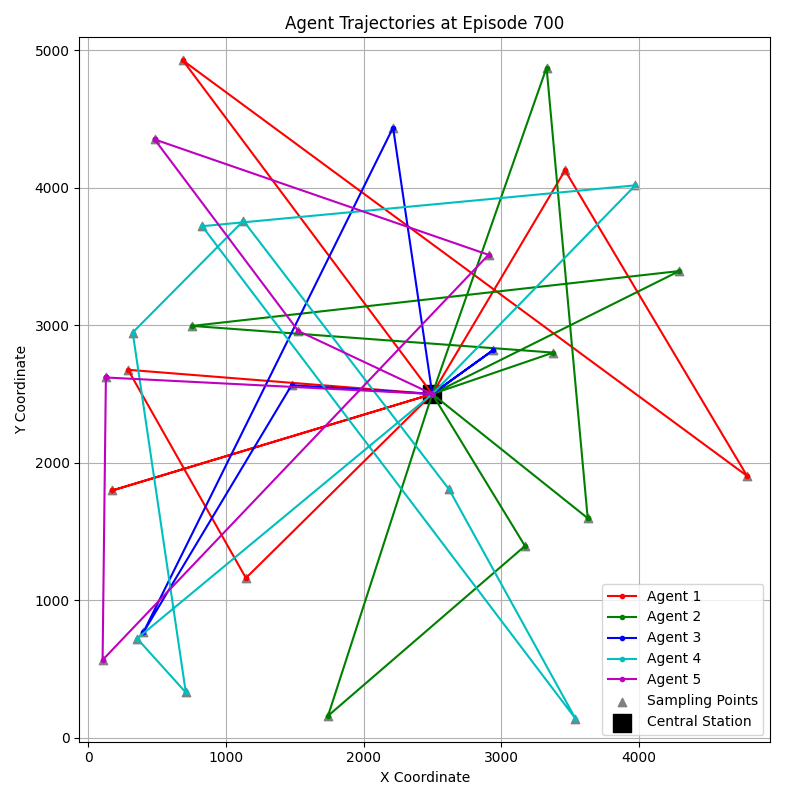 Agent Trajectories at Episode 700
5000
4000
3000
2000
1000
0
Y Coordinate
0
1000
2000
3000
4000
X Coordinate
Agent 1
Agent 2
Agent 3
Agent 4
Agent 5
Sampling Points
Central Station